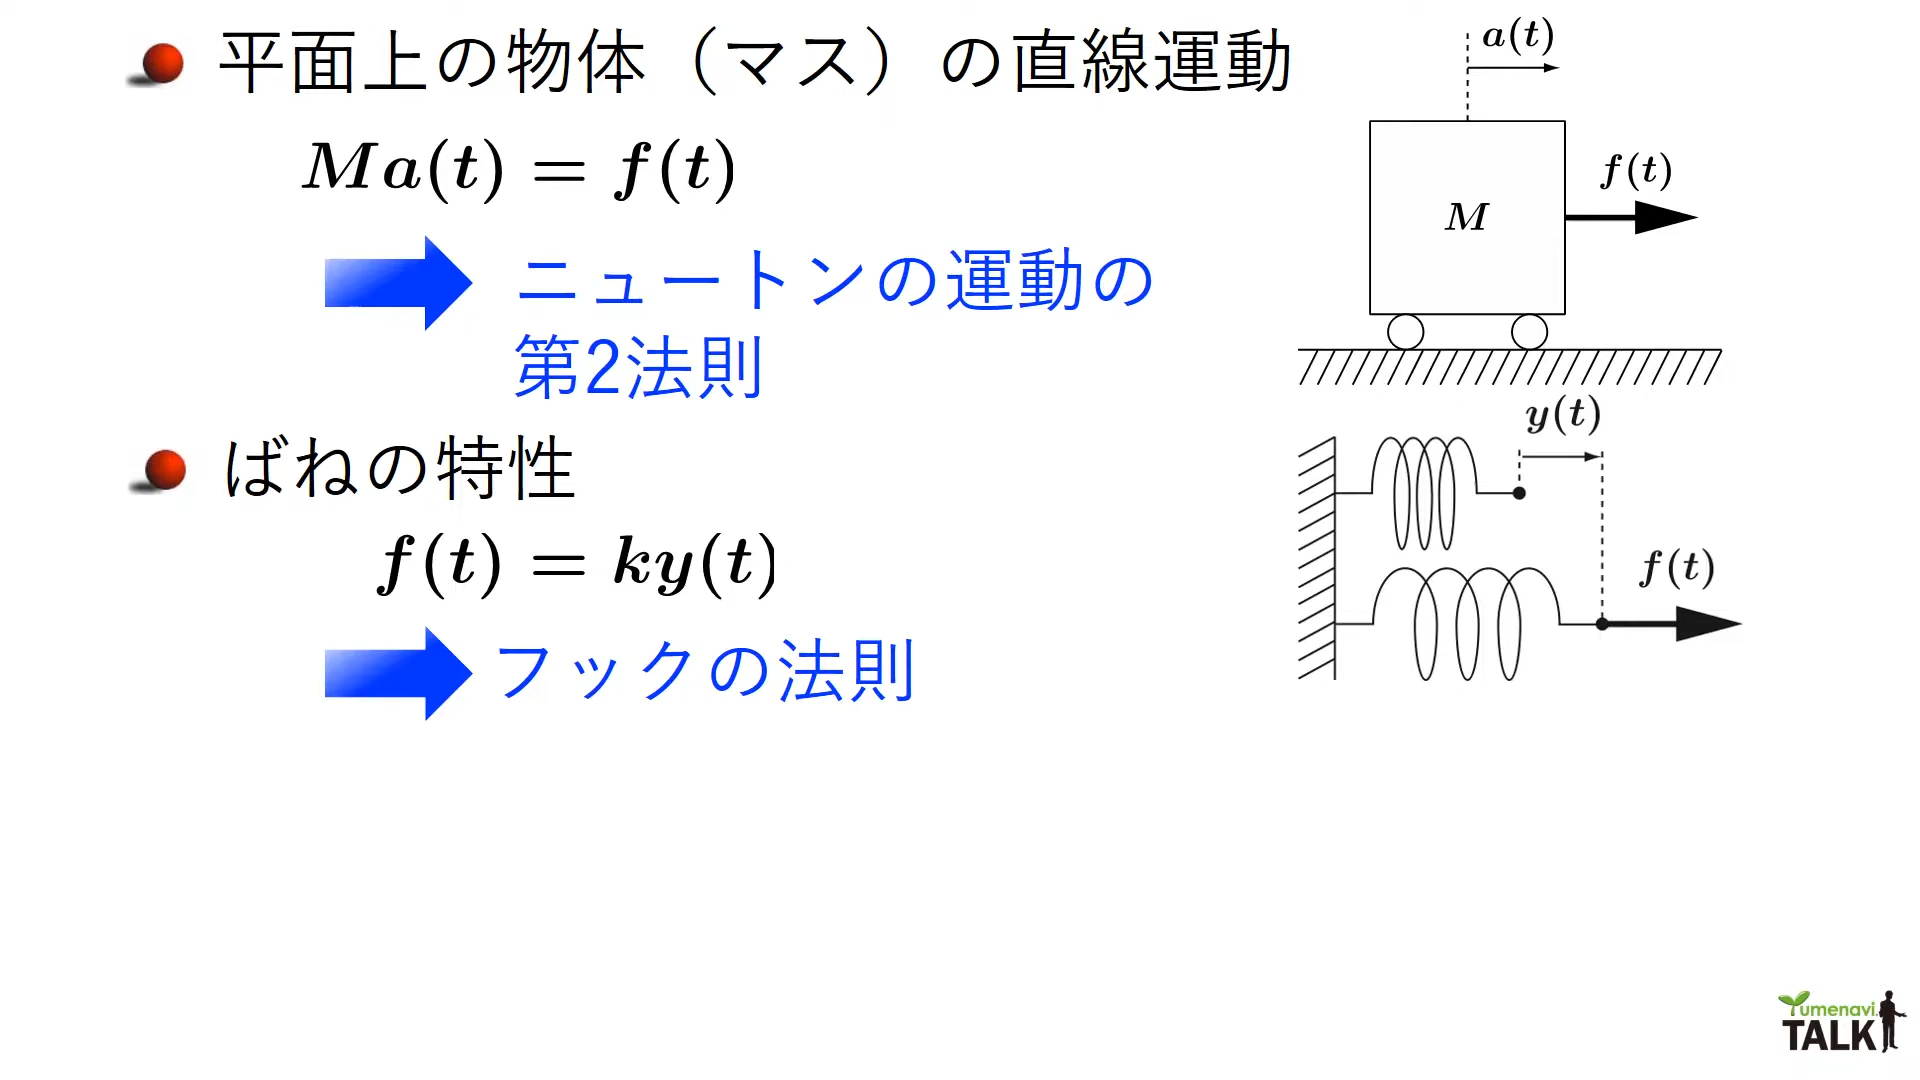 平面上の物体（マス）の直線運動
Ma(t) = f(t)
ニュートンの運動の
第2法則
a(t)
M
f(t)
ばねの特性
f(t) = ky(t)
フックの法則
y(t)
f(t)
Yumenavi
TALK